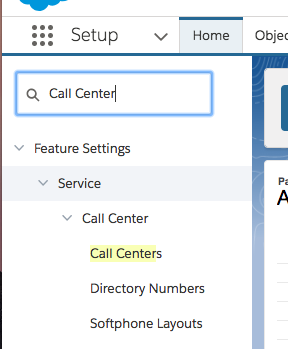 Setup
Home
Objec
Call Center
Feature Settings
Service
Call Center
Call Centers
Directory Numbers
Softphone Layouts
Pa
A